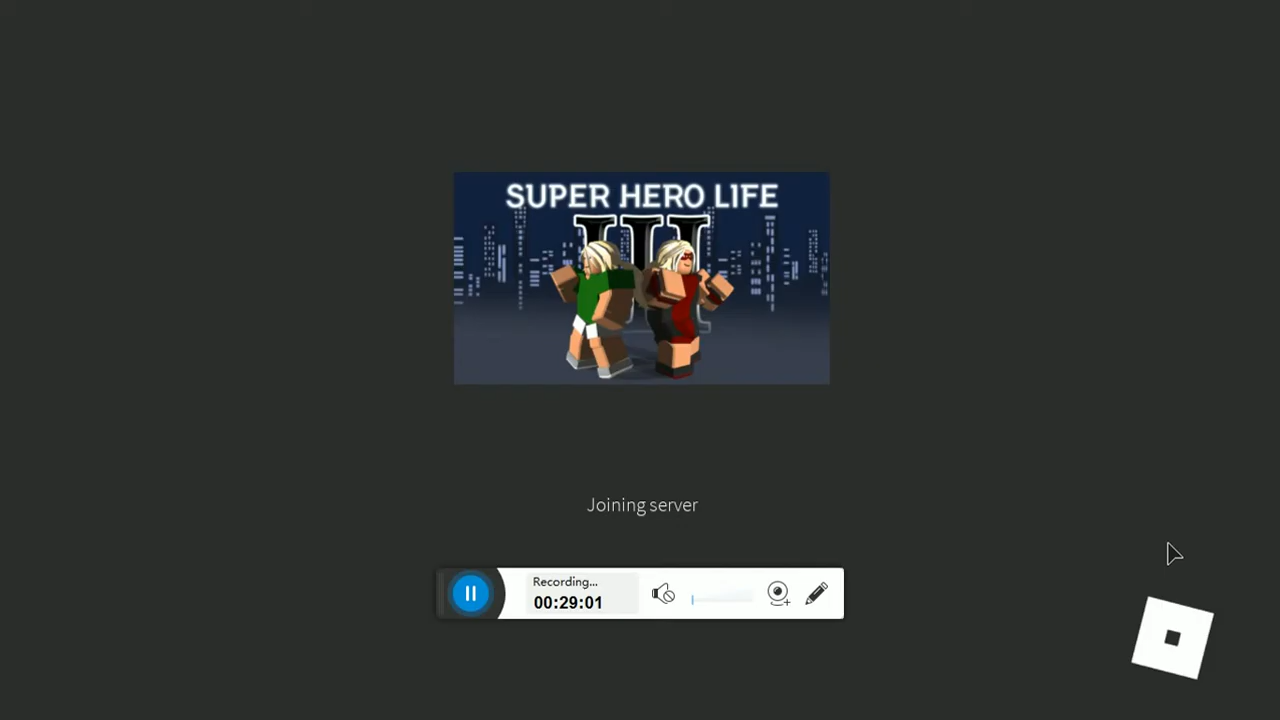 SUPER HERO LIFE
III
Joining server
Recording...
00:29:01